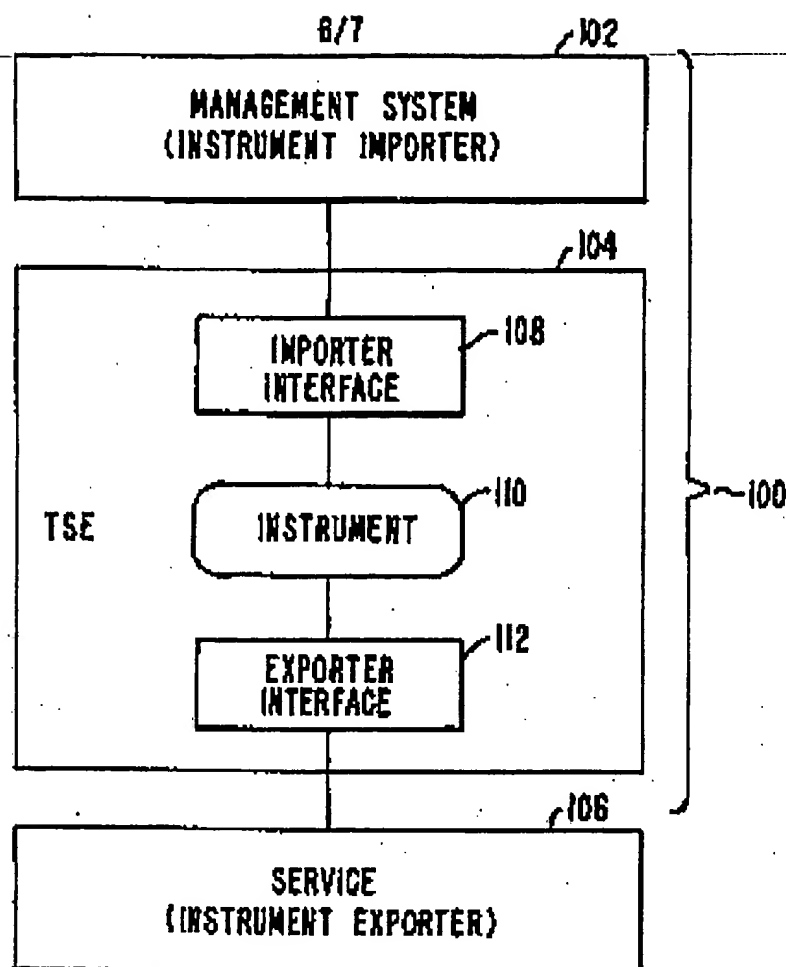 6/7
102
MANAGEMENT SYSTEM
(INSTRUMENT IMPORTER)
104
IMPORTER
INTERFACE
108
110
INSTRUMENT
TSE
100
112
EXPORTER
INTERFACE
106
SERVICE
(INSTRUMENT EXPORTER)